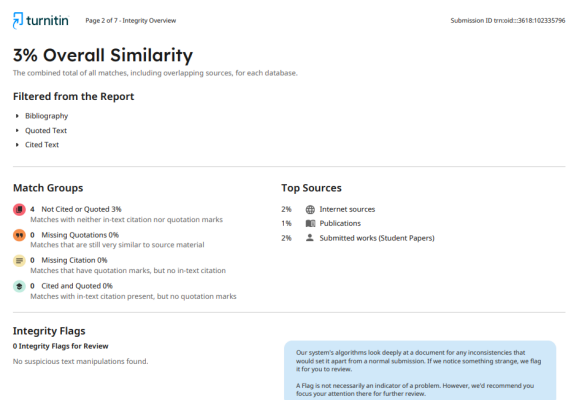 turnitin Page 2 of 7 - Integrity Overview Submission ID trn:oid:::3618:102335796
3% Overall Similarity
The combined total of all matches, including overlapping sources, for each database.
Filtered from the Report
Bibliography
Quoted Text
Cited Text
Match Groups
4 Not Cited or Quoted 3%
Matches with neither in-text citation nor quotation marks
0 Missing Quotations 0%
Matches that are still very similar to source material
0 Missing Citation 0%
Matches that have quotation marks, but no in-text citation
0 Cited and Quoted 0%
Matches with in-text citation present, but no quotation marks
Top Sources
2% Internet sources
1% Publications
2% Submitted works (Student Papers)
Integrity Flags
0 Integrity Flags for Review
No suspicious text manipulations found.
Our system's algorithms look deeply at a document for any inconsistencies that
would set it apart from a normal submission. If we notice something strange, we flag
it for you to review.
A Flag is not necessarily an indicator of a problem. However, we'd recommend you
focus your attention there for further review.